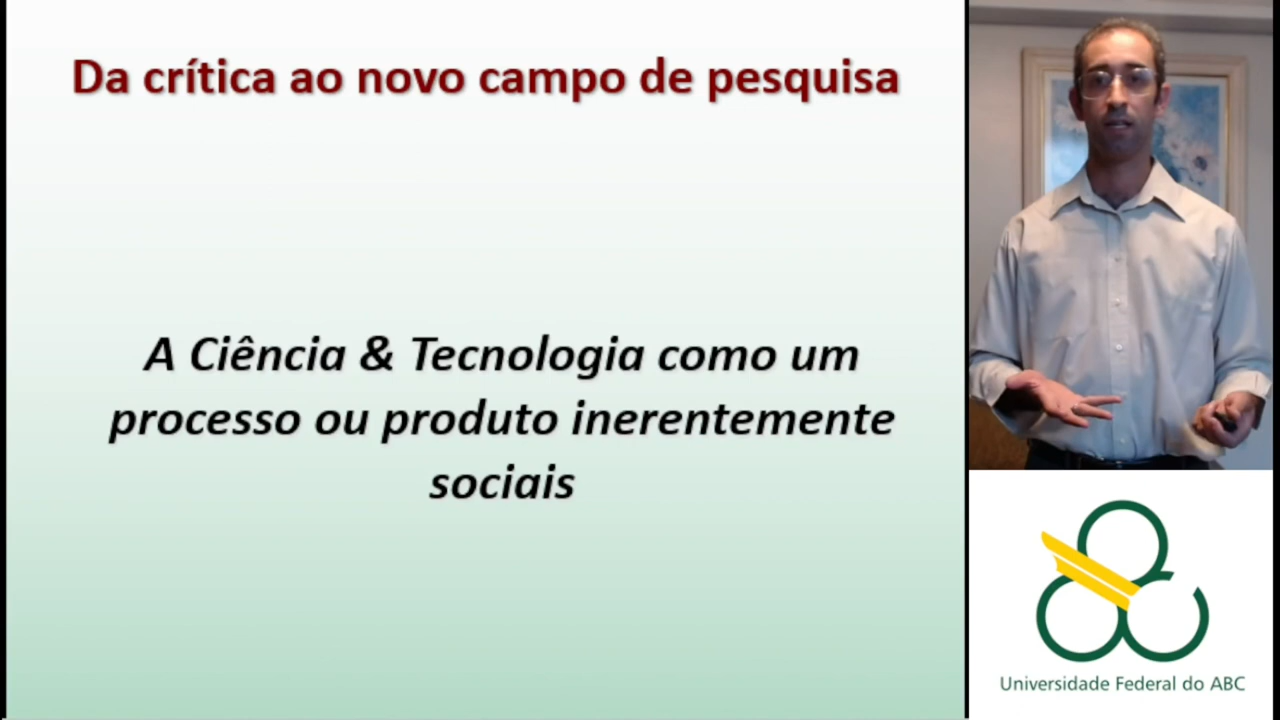 Da crítica ao novo campo de pesquisa
A Ciência & Tecnologia como um
processo ou produto inerentemente
sociais
Universidade Federal do ABC